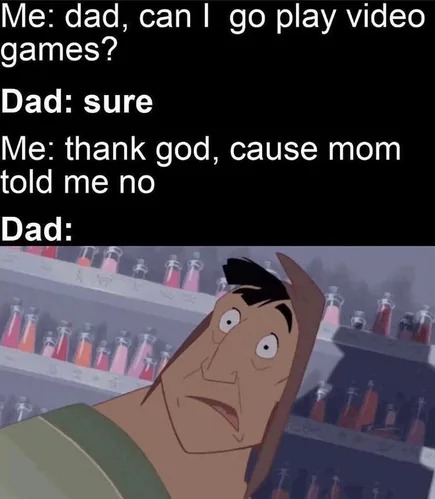 Me: dad, can I  go play video
games?
Dad: sure
Me: thank god, cause mom
told me no
Dad: